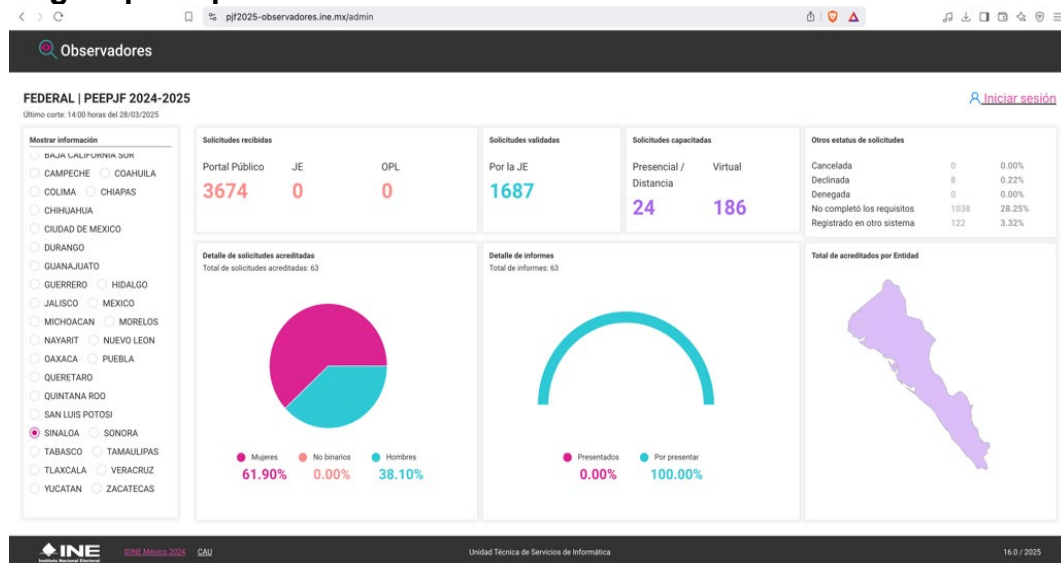 pjf2025-observadores.ine.mx/admin
Observadores
FEDERAL | PEEPJF 2024-2025
Último corte: 14:00 horas del 28/03/2025
Iniciar sesión
Mostrar información
BAJA CALIFORNIA SUR
CAMPECHE COAHUILA
COLIMA CHIAPAS
CHIHUAHUA
CIUDAD DE MEXICO
DURANGO
GUANAJUATO
GUERRERO HIDALGO
JALISCO MEXICO
MICHOACAN MORELOS
NAYARIT NUEVO LEON
OAXACA PUEBLA
QUERETARO
QUINTANA ROO
SAN LUIS POTOSI
SINALOA SONORA
TABASCO TAMAULIPAS
TLAXCALA VERACRUZ
YUCATAN ZACATECAS
Solicitudes recibidas
Portal Público JE OPL
3674 0 0
Solicitudes validadas
Por la JE
1687
Solicitudes capacitadas
Presencial / Distancia Virtual
24 186
Otros estatus de solicitudes
Cancelada 0 0.00%
Declinada 8 0.22%
Denegada 0 0.00%
No completó los requisitos 1038 28.25%
Registrado en otro sistema 122 3.32%
Detalle de solicitudes acreditadas
Total de solicitudes acreditadas: 63
Mujeres No binarios Hombres
61.90% 0.00% 38.10%
Detalle de informes
Total de informes: 63
Presentados Por presentar
0.00% 100.00%
Total de acreditados por Entidad
INE
Instituto Nacional Electoral
©INE México 2024 CAU
Unidad Técnica de Servicios de Informática
16.0 / 2025